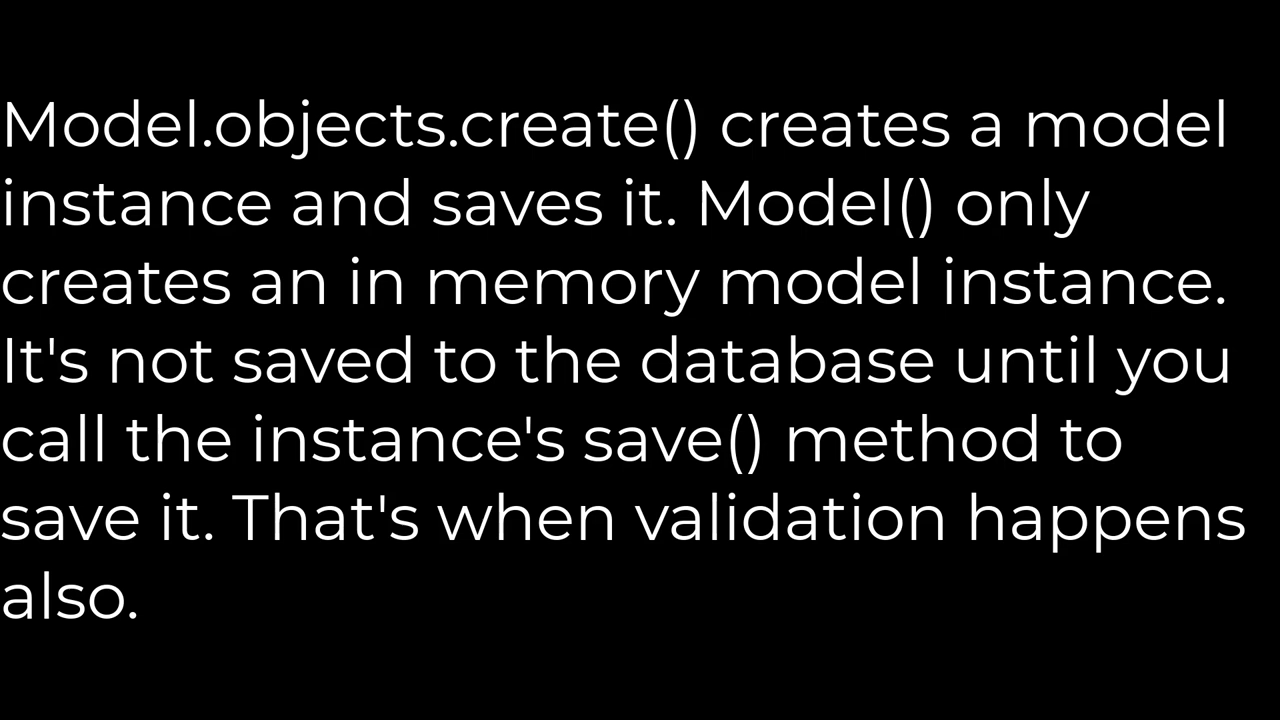 Model.objects.create() creates a model
instance and saves it. Model() only
creates an in memory model instance.
It's not saved to the database until you
call the instance's save() method to
save it. That's when validation happens
also.